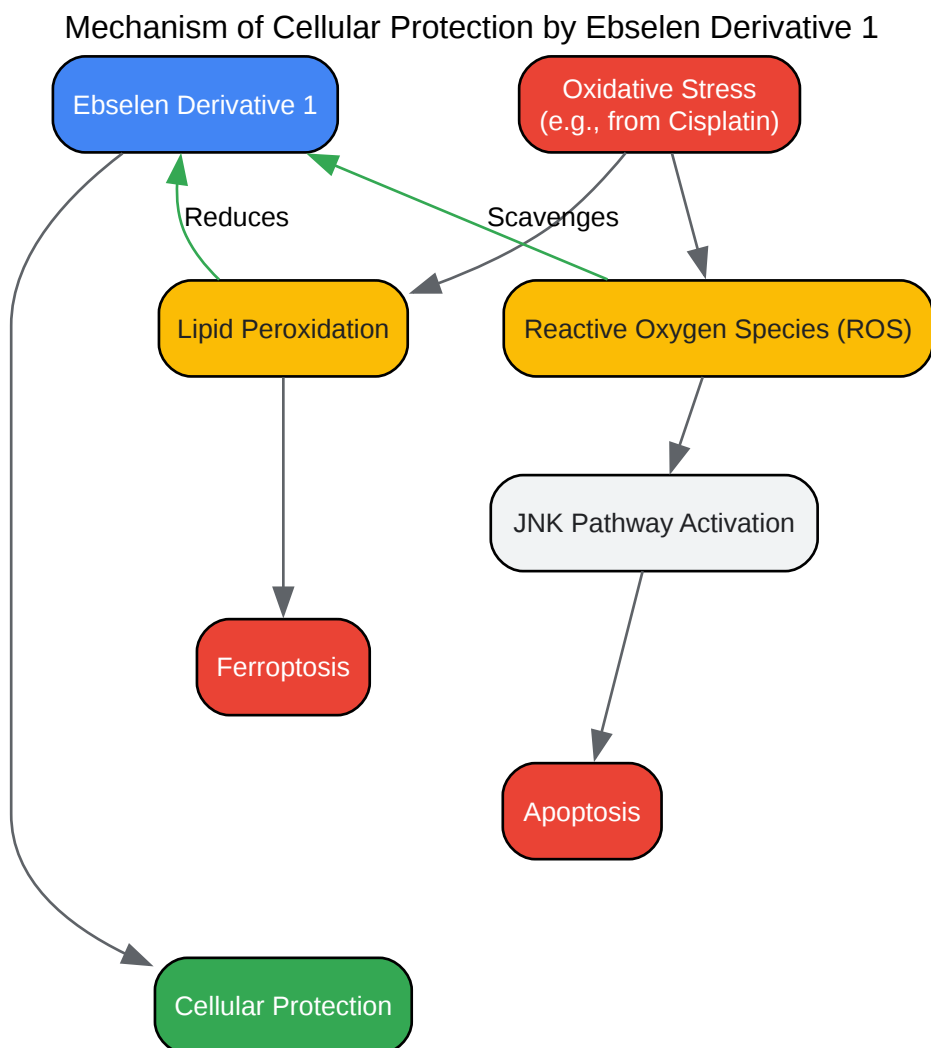 Mechanism of Cellular Protection by Ebselen Derivative 1
Ebselen Derivative 1
Oxidative Stress
(e.g., from Cisplatin)
Reduces
Scavenges
Lipid Peroxidation
Reactive Oxygen Species (ROS)
JNK Pathway Activation
Ferroptosis
Apoptosis
Cellular Protection